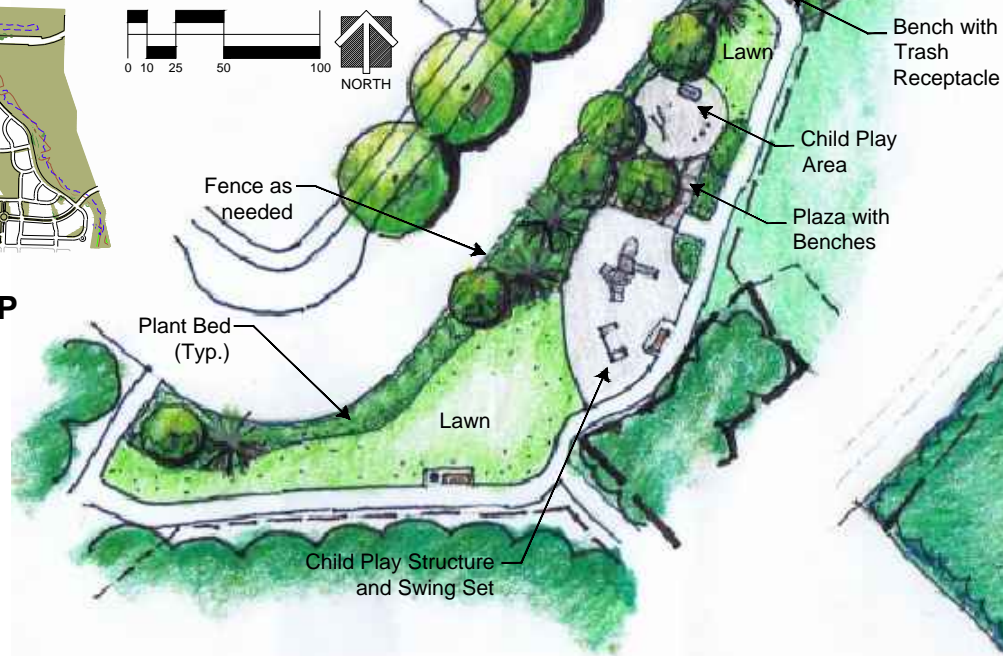 0 10 25 50 100
NORTH
Bench with
Trash
Receptacle
Lawn
Child Play
Area
Fence as
needed
Plaza with
Benches
P
Plant Bed
(Typ.)
Lawn
Child Play Structure
and Swing Set